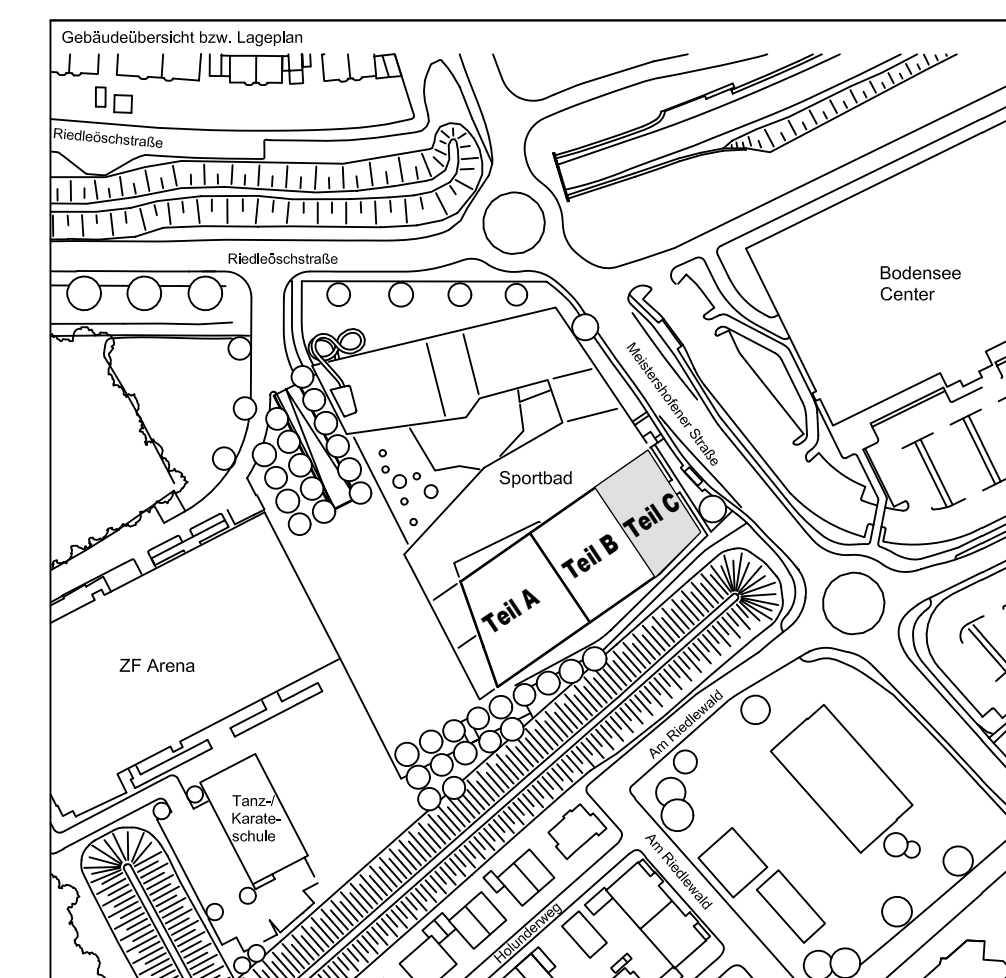 Gebäudeübersicht bzw. Lageplan
Riedleöschstraße
Riedleöschstraße
Bodensee
Center
Meistershofener Straße
Sportbad
Teil C
Teil B
Teil A
ZF Arena
Am Riedlewald
Tanz-/
Karate-
schule
Am Riedlewald
Holunderweg